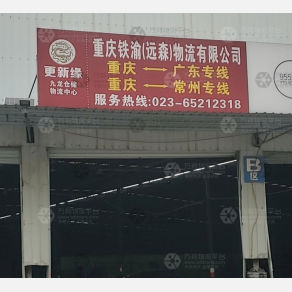 更新缘
九龙仓储
物流中心
重庆铁渝(远森)物流有限公司
重庆 ⟷ 广东专线
重庆 ⟷ 常州专线
服务热线:023-65212318
955
B
区